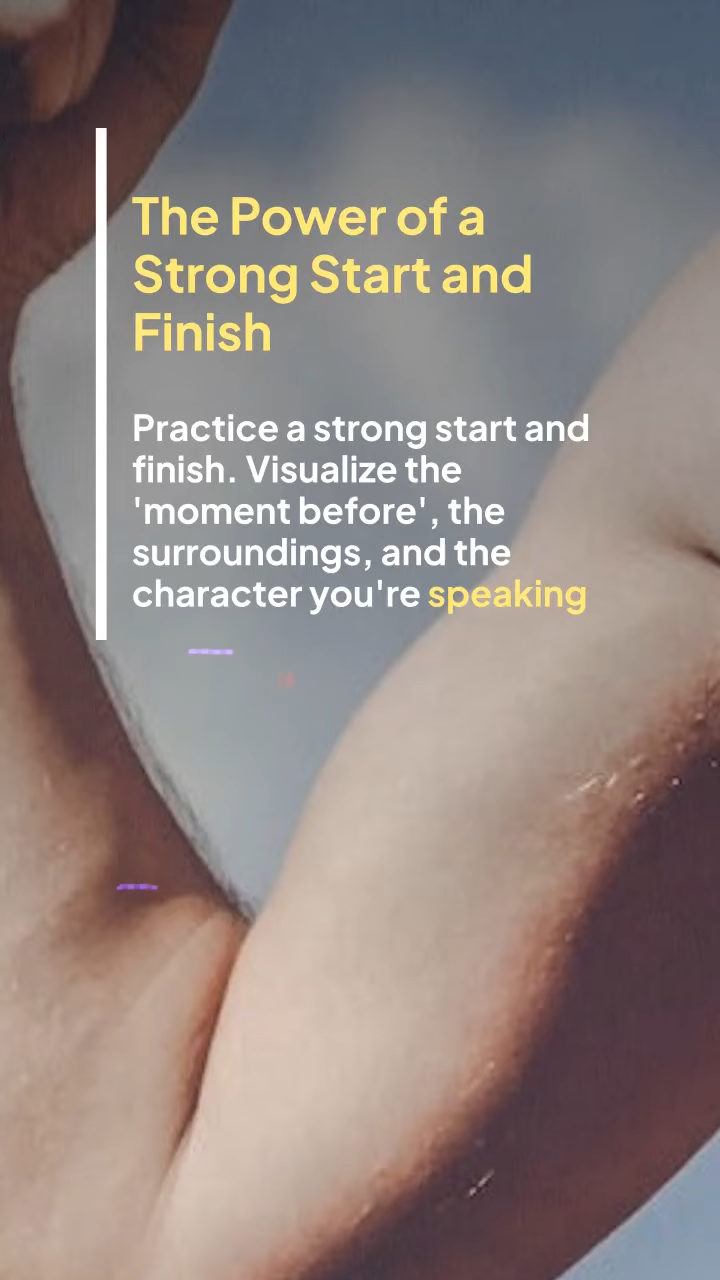 The Power of a
Strong Start and
Finish
Practice a strong start and
finish. Visualize the
'moment before', the
surroundings, and the
character you're speaking